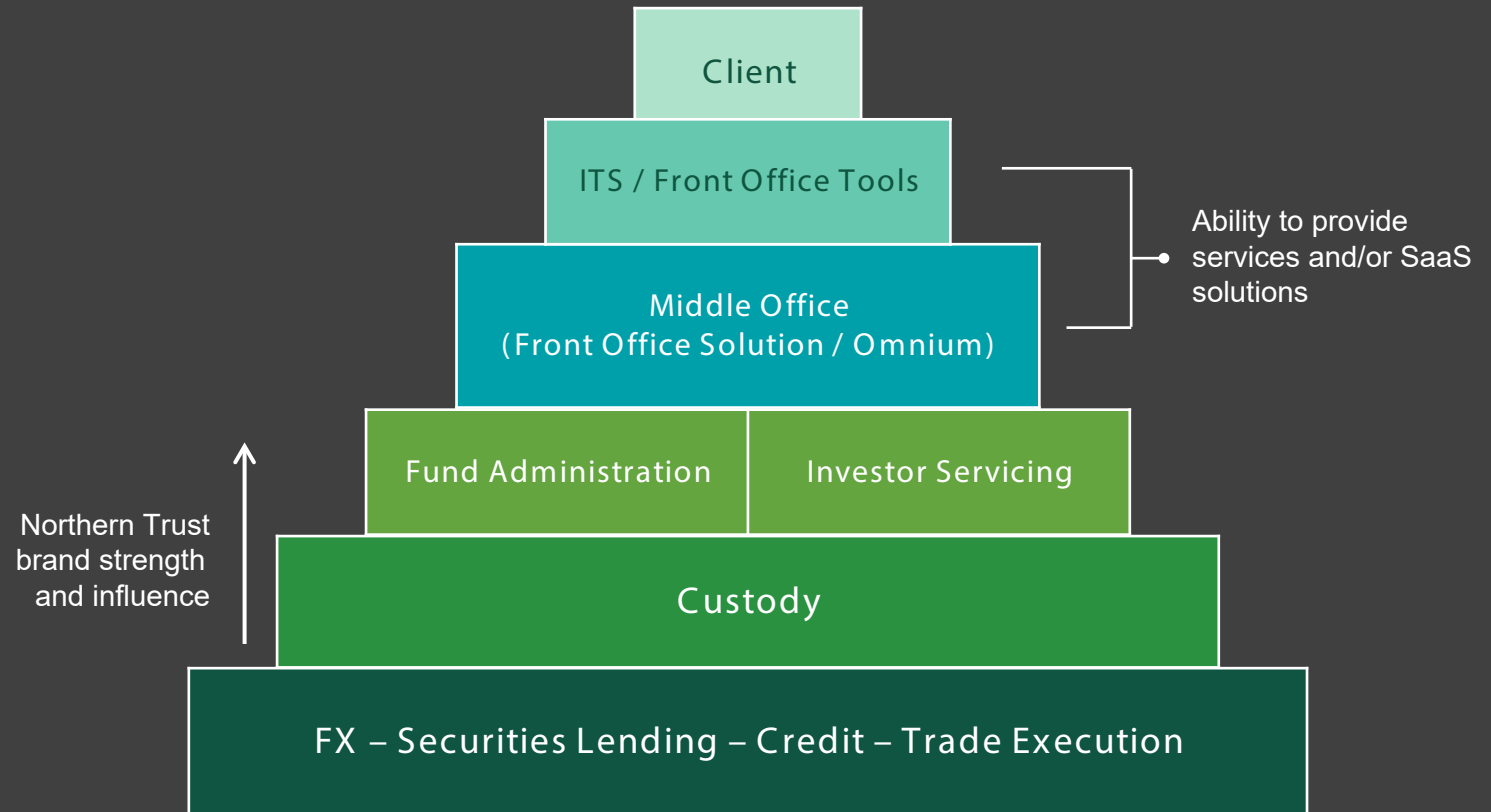 Client
ITS / Front Office Tools
Ability to provide
services and/or SaaS
solutions
Middle Office
(Front Office Solution / Omnium)
Fund Administration
Investor Servicing
Northern Trust
brand strength
and influence
Custody
FX – Securities Lending – Credit – Trade Execution